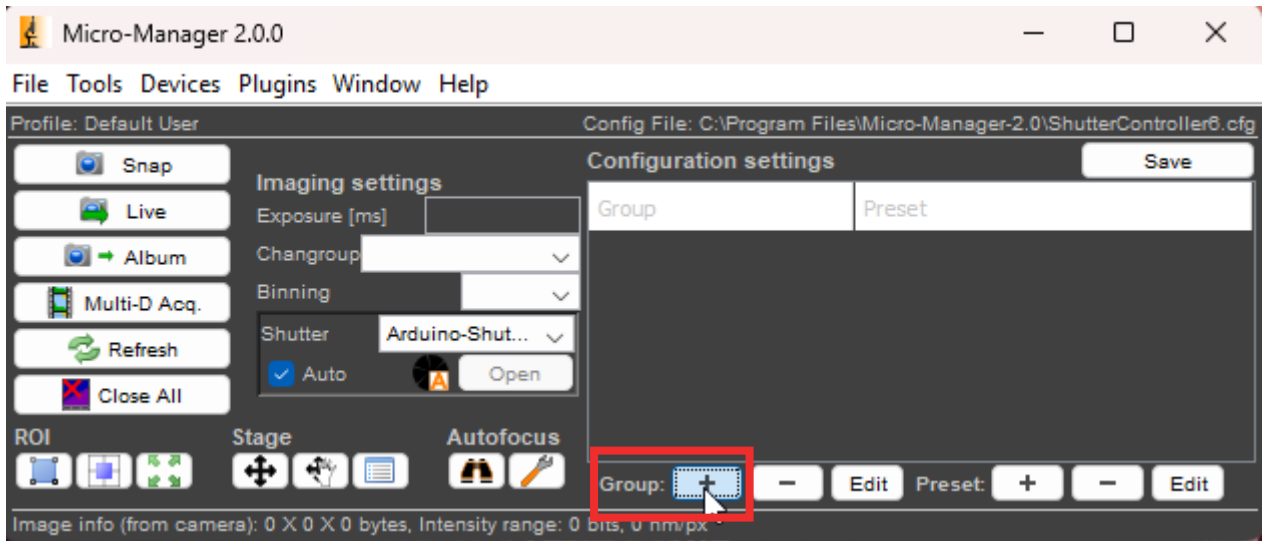 Micro-Manager 2.0.0
File Tools Devices Plugins Window Help
Profile: Default User
Config File: C:\Program Files\Micro-Manager-2.0\ShutterController6.cfg
Snap
Live
Album
Multi-D Acq.
Refresh
Close All
Imaging settings
Exposure [ms]
Changroup
Binning
Shutter Arduino-Shut...
Auto A Open
Configuration settings
Save
Group Preset
ROI
Stage
Autofocus
Group: + - Edit Preset: + - Edit
Image info (from camera): 0 X 0 X 0 bytes, Intensity range: 0 bits, 0 nm/px